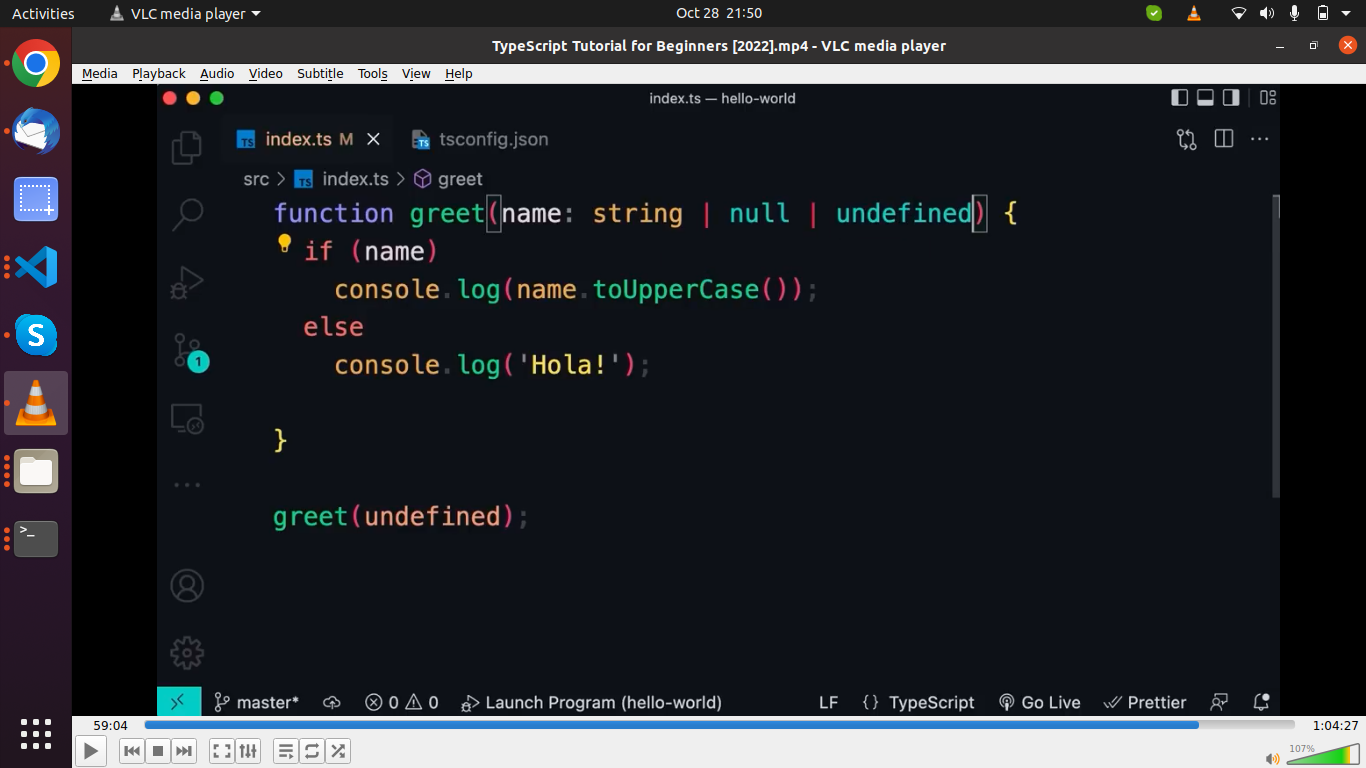 Activities VLC media player Oct 28 21:50
TypeScript Tutorial for Beginners [2022].mp4 - VLC media player
Media Playback Audio Video Subtitle Tools View Help
index.ts — hello-world
TS index.ts M TS tsconfig.json
src > TS index.ts > greet
function greet(name: string | null | undefined) {
if (name)
console.log(name.toUpperCase());
else
console.log('Hola!');
1
}
greet(undefined);
master* 0 0 Launch Program (hello-world) LF {} TypeScript Go Live Prettier
59:04 1:04:27
107%